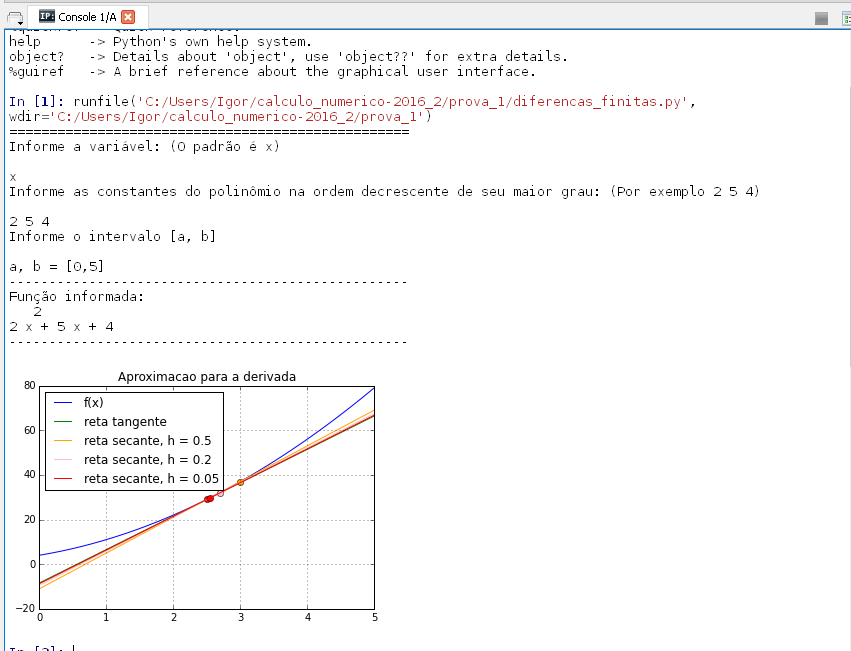 IP: Console 1/A
help      -> Python's own help system.
object?   -> Details about 'object', use 'object??' for extra details.
%guiref   -> A brief reference about the graphical user interface.
In [1]: runfile('C:/Users/Igor/calculo_numerico-2016_2/prova_1/diferencas_finitas.py',
wdir='C:/Users/Igor/calculo_numerico-2016_2/prova_1')
==================================================
Informe a variável: (O padrão é x)
x
Informe as constantes do polinômio na ordem decrescente de seu maior grau: (Por exemplo 2 5 4)
2 5 4
Informe o intervalo [a, b]
a, b = [0,5]
--------------------------------------------------
Função informada:
   2
2 x + 5 x + 4
--------------------------------------------------
Aproximacao para a derivada
80
60
40
20
0
−20
f(x)
reta tangente
reta secante, h = 0.5
reta secante, h = 0.2
reta secante, h = 0.05
0 1 2 3 4 5
In [2]: